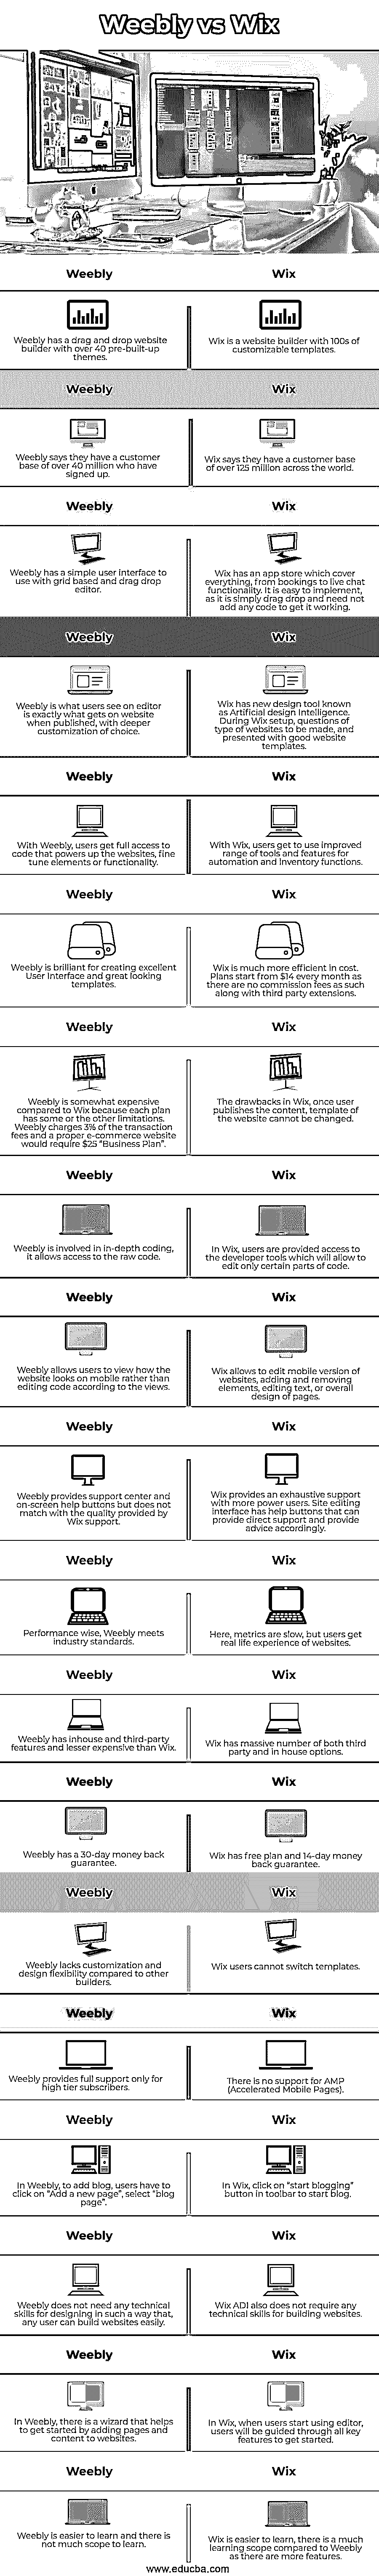 Weebly vs Wix
Weebly
Wix
Weebly has a drag and drop website
builder with over 40 pre-built-up
themes.
Wix is a website builder with 100s of
customizable templates.
Weebly
Wix
Weebly says they have a customer
base of over 40 million who have
signed up.
Wix says they have a customer base
of over 125 million across the world.
Weebly
Wix
Weebly has a simple user interface to
use with grid based and drag drop
editor.
Wix has an app store which cover
everything, from bookings to live chat
functionality. It is easy to implement,
as it is simply drag drop and need not
add any code to get it working.
Weebly
Wix
Weebly is what users see on editor
is exactly what gets on website
when published, with deeper
customization of choice.
Wix has new design tool known
as Artificial design Intelligence.
During Wix setup, questions of
type of websites to be made, and
presented with good website
templates.
Weebly
Wix
With Weebly, users get full access to
code that powers up the websites, fine
tune elements or functionality.
With Wix, users get to use improved
range of tools and features for
automation and inventory functions.
Weebly
Wix
Weebly is brilliant for creating excellent
User Interface and great looking
templates.
Wix is much more efficient in cost.
Plans start from $14 every month as
there are no commission fees as such
along with third party extensions.
Weebly
Wix
Weebly is somewhat expensive
compared to Wix because each plan
has some or the other limitations.
Weebly charges 3% of the transaction
fees and a proper e-commerce website
would require $25 "Business Plan".
The drawbacks in Wix, once user
publishes the content, template of
the website cannot be changed.
Weebly
Wix
Weebly is involved in in-depth coding,
it allows access to the raw code.
In Wix, users are provided access to
the developer tools which will allow to
edit only certain parts of code.
Weebly
Wix
Weebly allows users to view how the
website looks on mobile rather than
editing code according to the views.
Wix allows to edit mobile version of
websites, adding and removing
elements, editing text, or overall
design of pages.
Weebly
Wix
Weebly provides support center and
on-screen help buttons but does not
match with the quality provided by
Wix support.
Wix provides an exhaustive support
with more power users. Site editing
interface has help buttons that can
provide direct support and provide
advice accordingly.
Weebly
Wix
Performance wise, Weebly meets
industry standards.
Here, metrics are slow, but users get
real life experience of websites.
Weebly
Wix
Weebly has inhouse and third-party
features and lesser expensive than Wix.
Wix has massive number of both third
party and in house options.
Weebly
Wix
Weebly has a 30-day money back
guarantee.
Wix has free plan and 14-day money
back guarantee.
Weebly
Wix
Weebly lacks customization and
design flexibility compared to other
builders.
Wix users cannot switch templates.
Weebly
Wix
Weebly provides full support only for
high tier subscribers.
There is no support for AMP
(Accelerated Mobile Pages).
Weebly
Wix
In Weebly, to add blog, users have to
click on "Add a new page", select "blog
page".
In Wix, click on "start blogging"
button in toolbar to start blog.
Weebly
Wix
Weebly does not need any technical
skills for designing in such a way that,
any user can build websites easily.
Wix ADI also does not require any
technical skills for building websites.
Weebly
Wix
In Weebly, there is a wizard that helps
to get started by adding pages and
content to websites.
In Wix, when users start using editor,
users will be guided through all key
features to get started.
Weebly
Wix
Weebly is easier to learn and there is
not much scope to learn.
Wix is easier to learn, there is a much
learning scope compared to Weebly
as there are more features.
www.educba.com